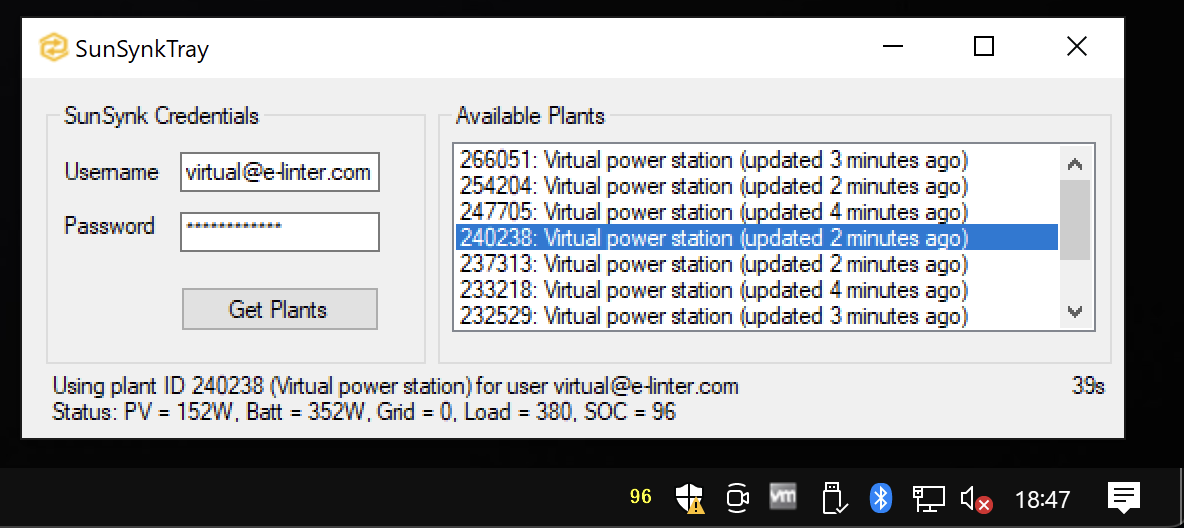 SunSynkTray
SunSynk Credentials
Username
virtual@e-linter.com
Password
************
Get Plants
Available Plants
266051: Virtual power station (updated 3 minutes ago)
254204: Virtual power station (updated 2 minutes ago)
247705: Virtual power station (updated 4 minutes ago)
240238: Virtual power station (updated 2 minutes ago)
237313: Virtual power station (updated 2 minutes ago)
233218: Virtual power station (updated 4 minutes ago)
232529: Virtual power station (updated 3 minutes ago)
Using plant ID 240238 (Virtual power station) for user virtual@e-linter.com
39s
Status: PV = 152W, Batt = 352W, Grid = 0, Load = 380, SOC = 96
96
vm
18:47